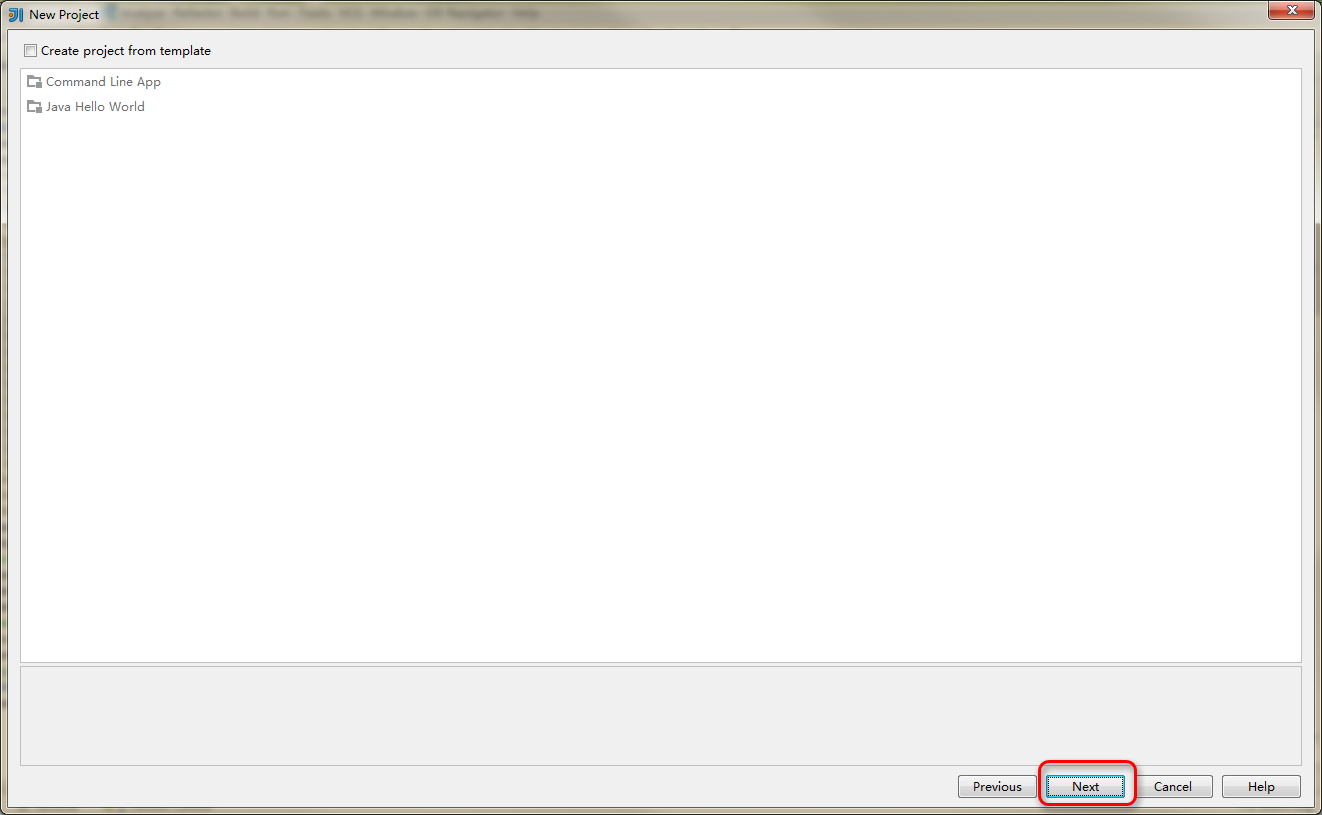 New Project
Create project from template
Command Line App
Java Hello World
Previous
Next
Cancel
Help